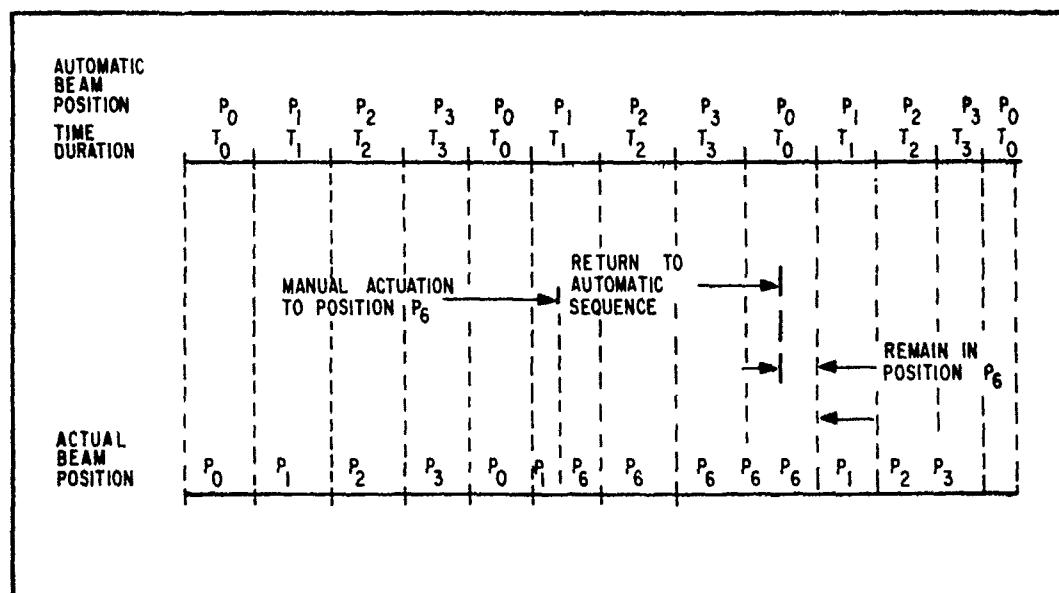 AUTOMATIC
BEAM
POSITION
P0 P1 P2 P3 P0 P1 P2 P3 P0 P1 P2 P3 P0
TIME
DURATION
T0 T1 T2 T3 T0 T1 T2 T3 T0 T1 T2 T3 T0
MANUAL ACTUATION
TO POSITION P6
RETURN TO
AUTOMATIC
SEQUENCE
REMAIN IN
POSITION P6
ACTUAL
BEAM
POSITION
P0 P1 P2 P3 P0 P1 P6 P6 P6 P6 P6 P1 P2 P3